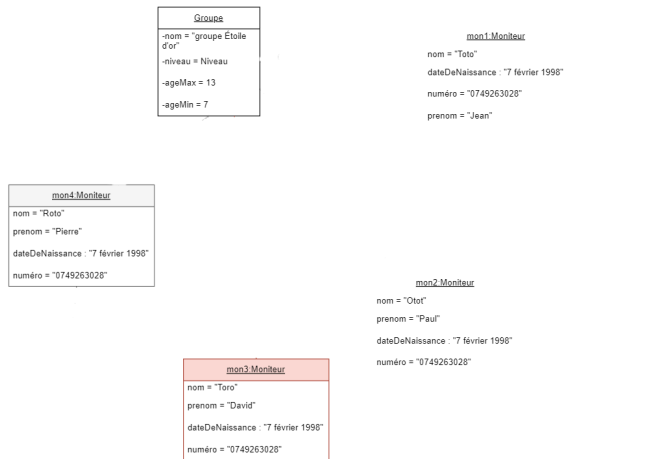 Groupe
-nom = "groupe Étoile
d'or"
-niveau = Niveau
-ageMax = 13
-ageMin = 7
mon1:Moniteur
nom = "Toto"
dateDeNaissance : "7 février 1998"
numéro = "0749263028"
prenom = "Jean"
mon4:Moniteur
nom = "Roto"
prenom = "Pierre"
dateDeNaissance : "7 février 1998"
numéro = "0749263028"
mon2:Moniteur
nom = "Otot"
prenom = "Paul"
dateDeNaissance : "7 février 1998"
numéro = "0749263028"
mon3:Moniteur
nom = "Toro"
prenom = "David"
dateDeNaissance : "7 février 1998"
numéro = "0749263028"